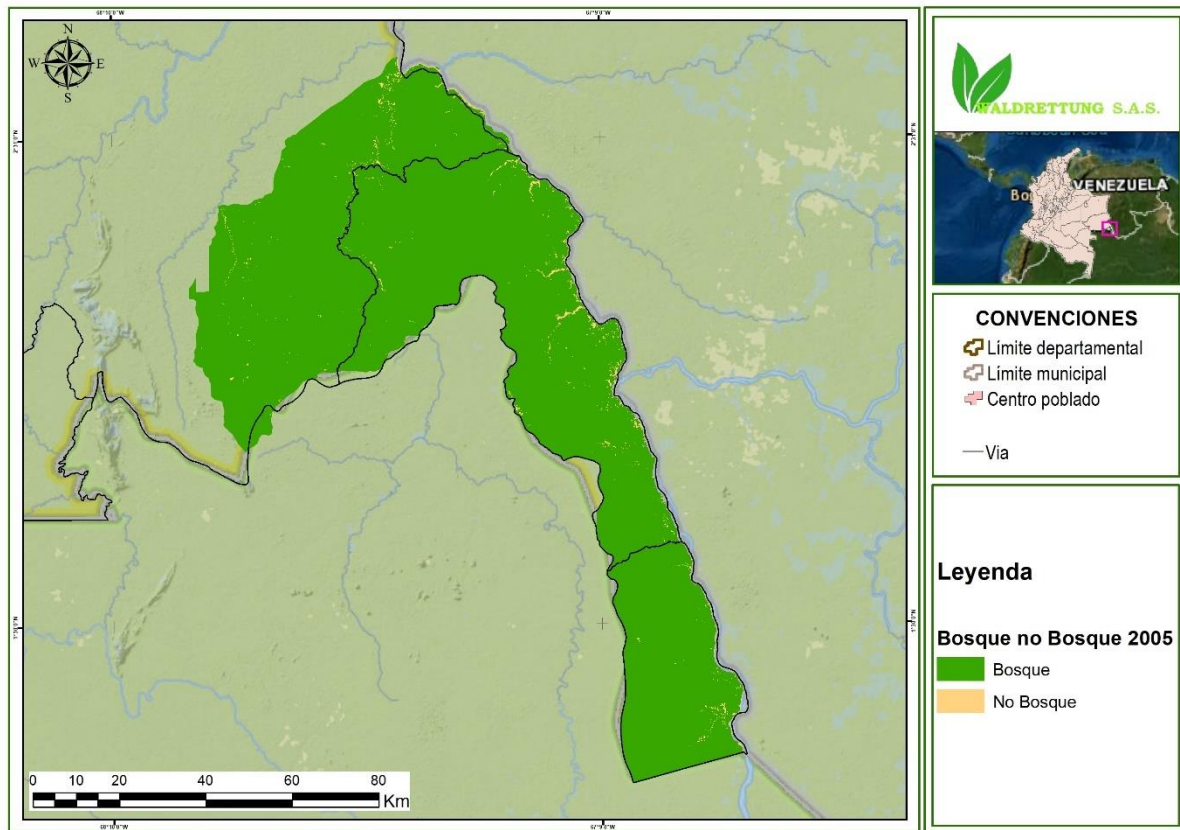 N
W E
S
0 10 20 40 60 80
Km
WALDRETTUNG S.A.S.
VENEZUELA
CONVENCIONES
Límite departamental
Límite municipal
Centro poblado
Via
Leyenda
Bosque no Bosque 2005
Bosque
No Bosque